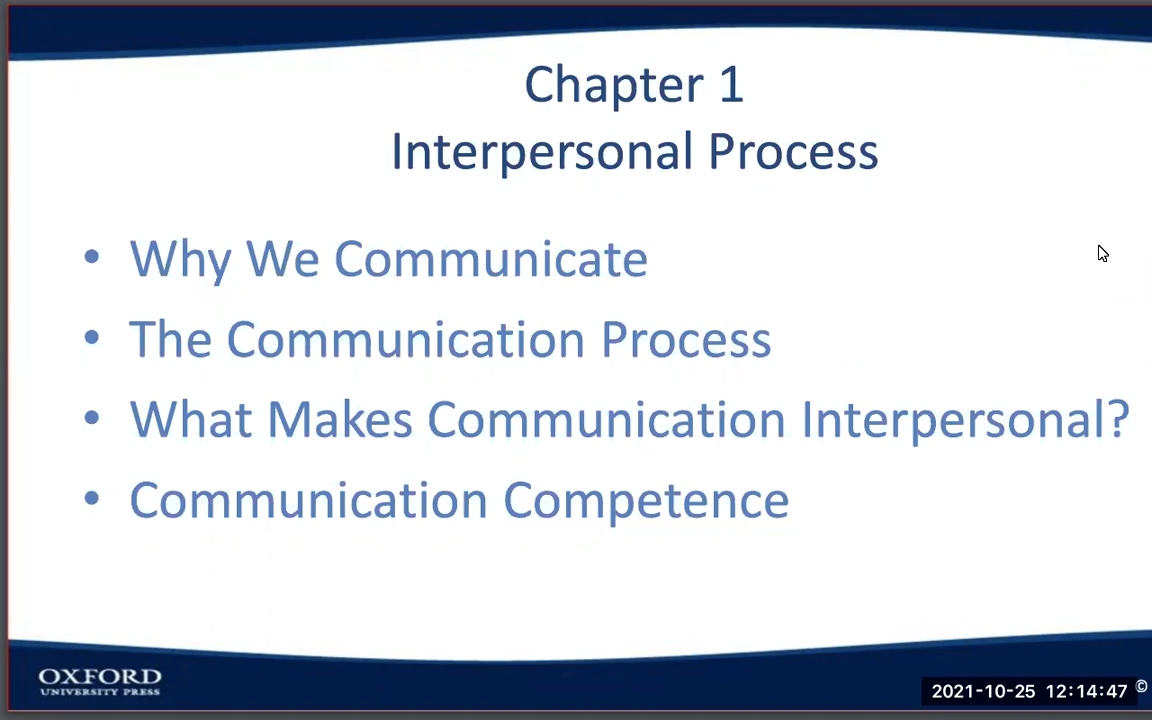 Chapter 1
Interpersonal Process
• Why We Communicate
• The Communication Process
• What Makes Communication Interpersonal?
• Communication Competence
OXFORD
UNIVERSITY PRESS
2021-10-25 12:14:47 ©